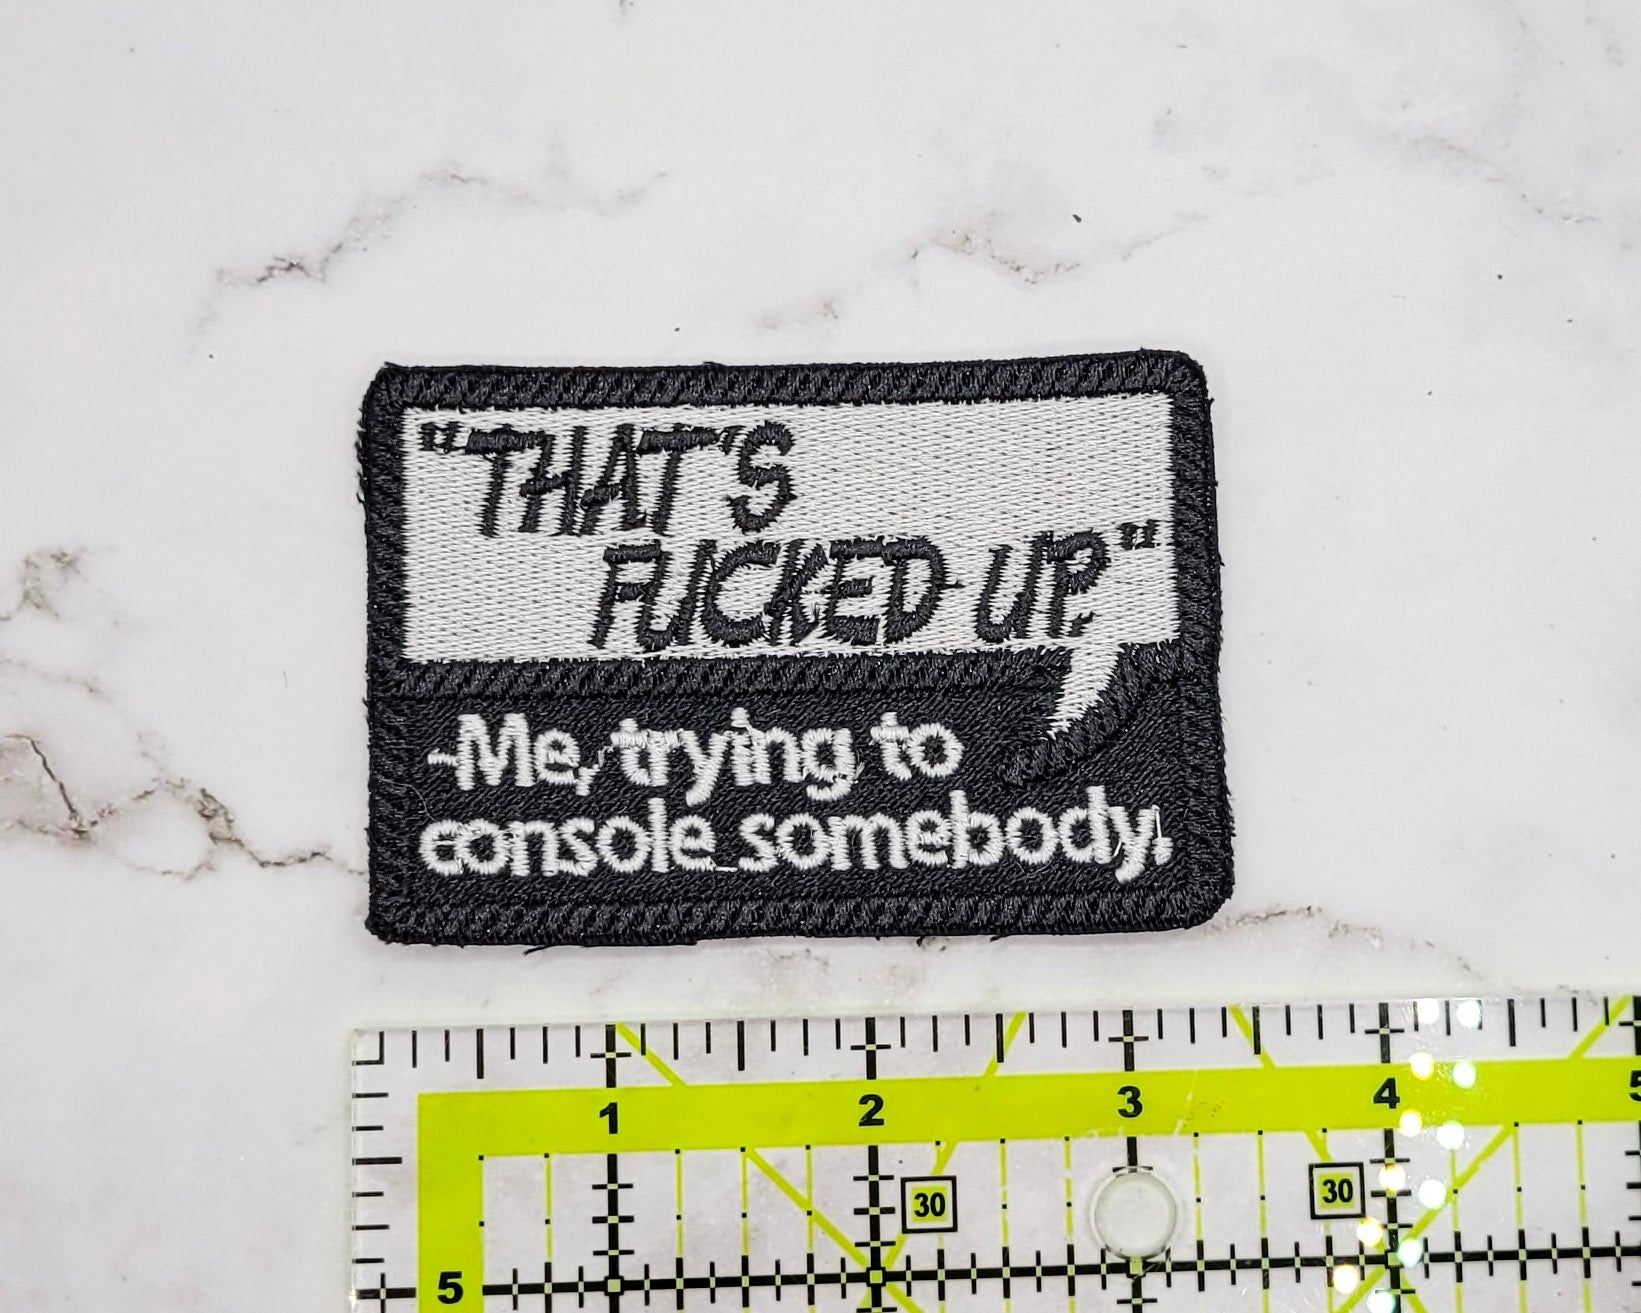 "THAT'S
FUCKED UP."
-Me, trying to
console somebody.
1 2 3 4 5
30 30
5